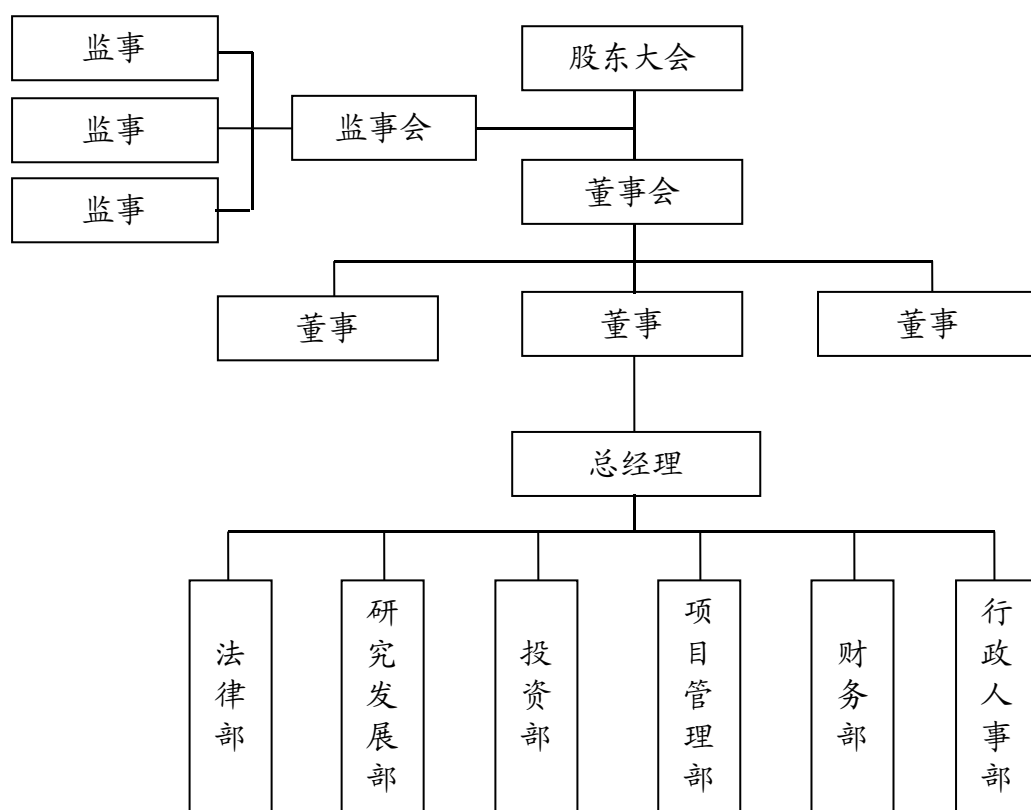 监事
股东大会
监事
监事会
监事
董事会
董事
董事
董事
总经理
法律部
研究发展部
投资部
项目管理部
财务部
行政人事部